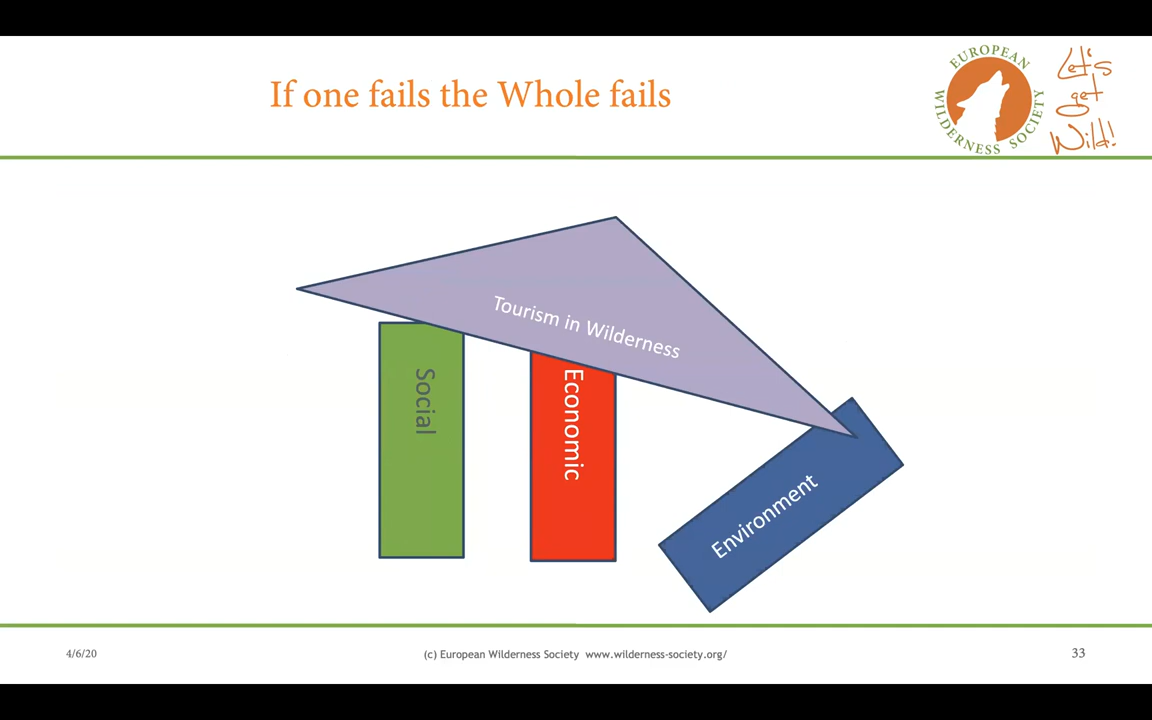 If one fails the Whole fails
EUROPEAN
WILDERNESS SOCIETY
Let's
get
Wild!
Tourism in Wilderness
Social
Economic
Environment
4/6/20
(c) European Wilderness Society www.wilderness-society.org/
33